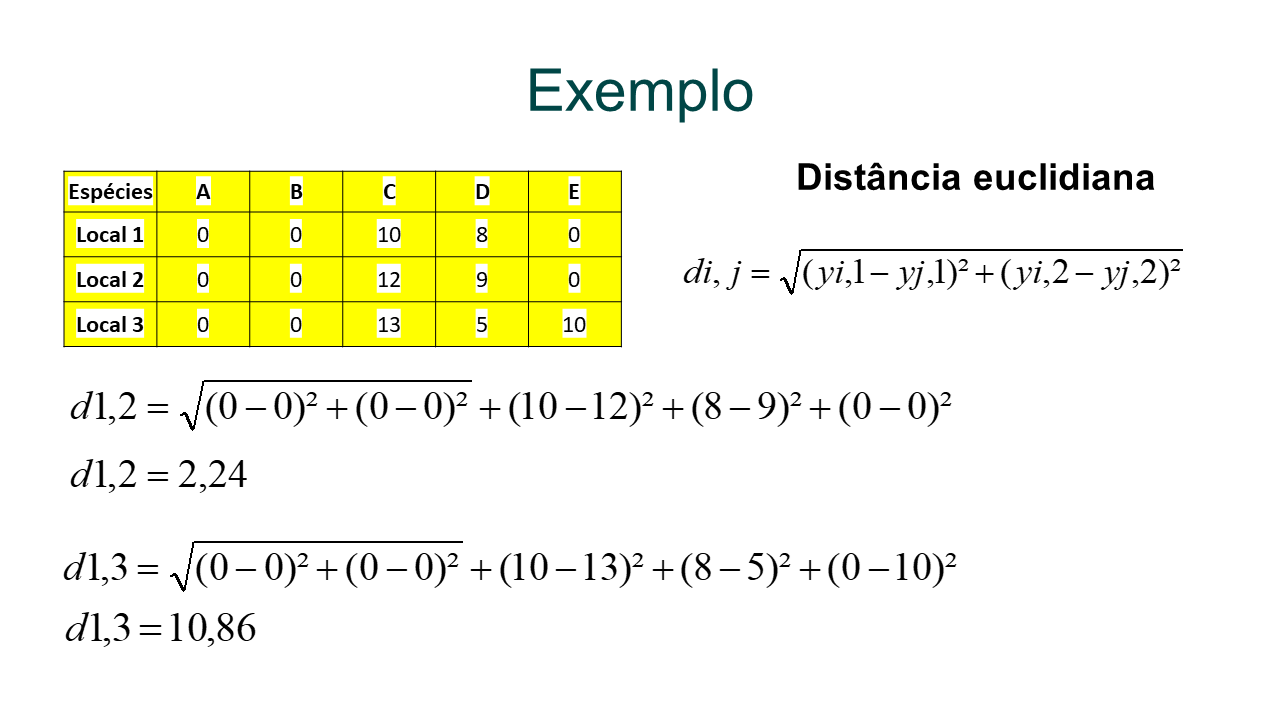 Exemplo
Distância euclidiana
Espécies A B C D E
Local 1 0 0 10 8 0
Local 2 0 0 12 9 0
Local 3 0 0 13 5 10
di, j = √(yi,1 − yj,1)² + (yi,2 − yj,2)²
d1,2 = √(0 − 0)² + (0 − 0)² + (10 − 12)² + (8 − 9)² + (0 − 0)²
d1,2 = 2,24
d1,3 = √(0 − 0)² + (0 − 0)² + (10 − 13)² + (8 − 5)² + (0 − 10)²
d1,3 = 10,86